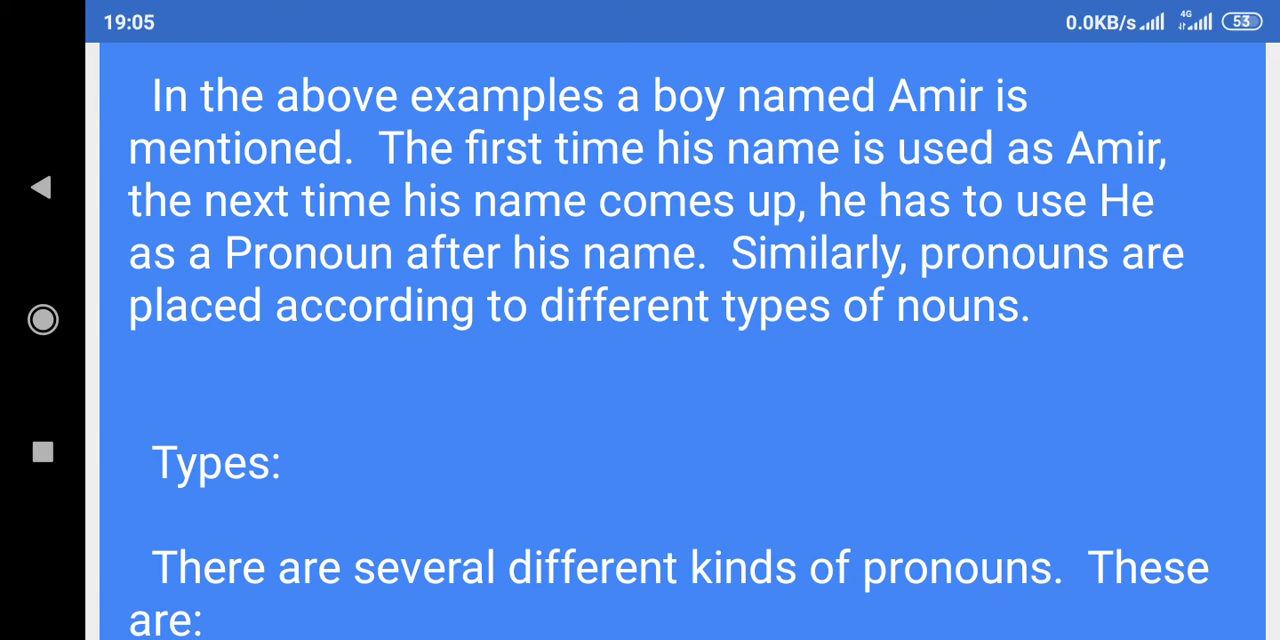 19:05
0.0KB/s 4G 53
In the above examples a boy named Amir is
mentioned. The first time his name is used as Amir,
the next time his name comes up, he has to use He
as a Pronoun after his name. Similarly, pronouns are
placed according to different types of nouns.
Types:
There are several different kinds of pronouns. These
are: